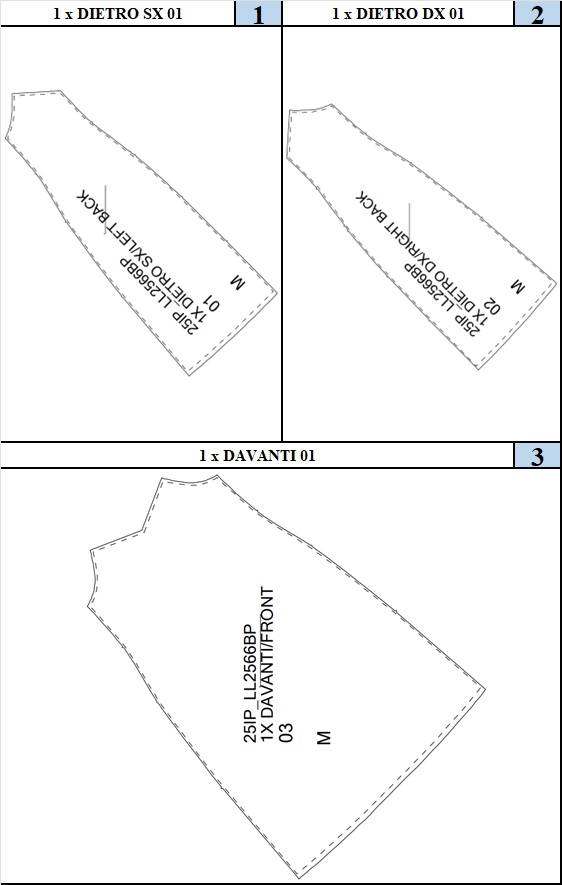 1 x DIETRO SX 01
1
1 x DIETRO DX 01
2
25IP_LL2566BP
1X DIETRO SX/LEFT BACK
01
M
25IP_LL2566BP
1X DIETRO DX/RIGHT BACK
02
M
1 x DAVANTI 01
3
25IP_LL2566BP
1X DAVANTI/FRONT
03
M